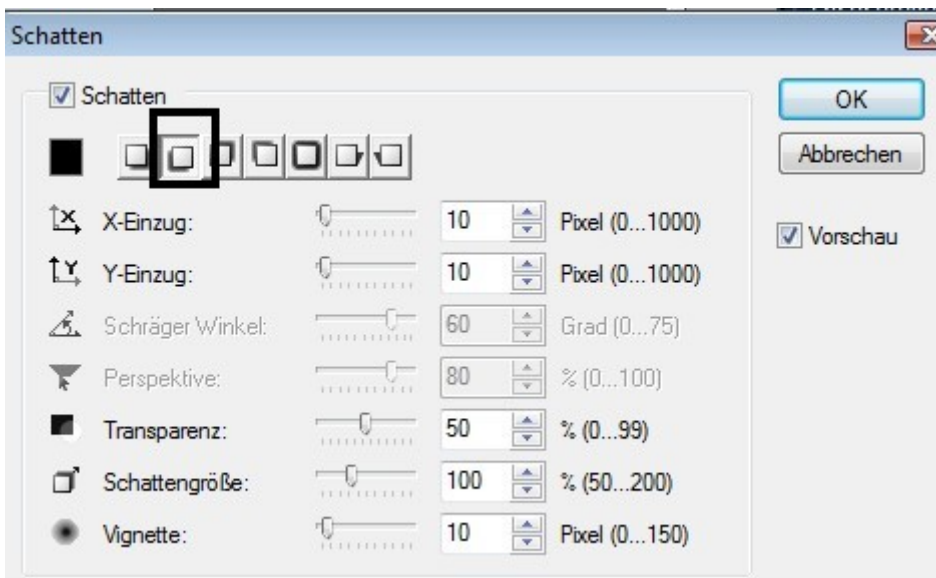 Schatten
Schatten
OK
Abbrechen
X-Einzug: 10 Pixel (0...1000)
Vorschau
Y-Einzug: 10 Pixel (0...1000)
Schräger Winkel: 60 Grad (0...75)
Perspektive: 80 % (0...100)
Transparenz: 50 % (0...99)
Schattengröße: 100 % (50...200)
Vignette: 10 Pixel (0...150)